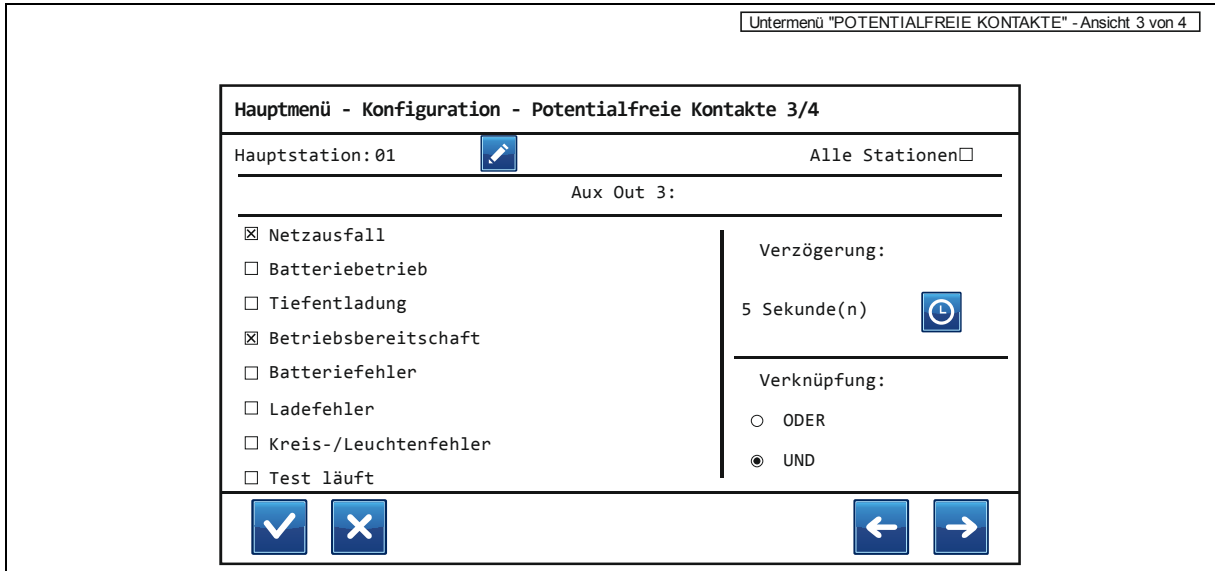 Untermenü "POTENTIALFREIE KONTAKTE" - Ansicht 3 von 4
Hauptmenü - Konfiguration - Potentialfreie Kontakte 3/4
Hauptstation: 01 Alle Stationen
Aux Out 3:
Netzausfall
Batteriebetrieb
Tiefentladung
Betriebsbereitschaft
Batteriefehler
Ladefehler
Kreis-/Leuchtenfehler
Test läuft
Verzögerung:
5 Sekunde(n)
Verknüpfung:
ODER
UND